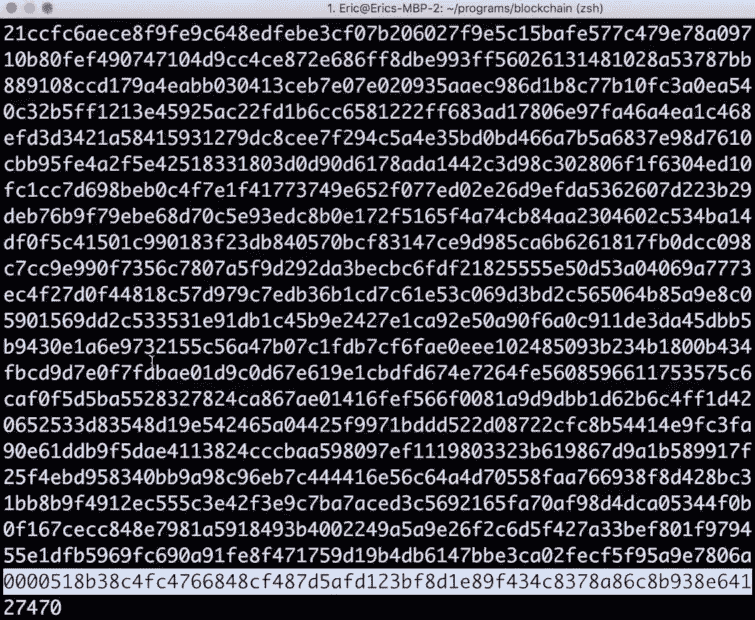 1. Eric@Erics-MBP-2: ~/programs/blockchain (zsh)
21ccfc6aece8f9fe9c648edfebe3cf07b206027f9e5c15bafe577c479e78a097
10b80fef490747104d9cc4ce872e686ff8dbe993ff56026131481028a53787bb
889108ccd179a4eabb030413ceb7e07e020935aaec986d1b8c77b10fc3a0ea54
0c32b5ff1213e45925ac22fd1b6cc6581222ff683ad17806e97fa46a4ea1c468
efd3d3421a58415931279dc8cee7f294c5a4e35bd0bd466a7b5a6837e98d7610
cbb95fe4a2f5e42518331803d0d90d6178ada1442c3d98c302806f1f6304ed10
fc1cc7d698beb0c4f7e1f41773749e652f077ed02e26d9efda5362607d223b29
deb76b9f79ebe68d70c5e93edc8b0e172f5165f4a74cb84aa2304602c534ba14
df0f5c41501c990183f23db840570bcf83147ce9d985ca6b6261817fb0dcc098
c7cc9e990f7356c7807a5f9d292da3becbc6fdf21825555e50d53a04069a7773
ec4f27d0f44818c57d979c7edb36b1cd7c61e53c069d3bd2c565064b85a9e8c0
5901569dd2c533531e91db1c45b9e2427e1ca92e50a90f6a0c911de3da45dbb5
b9430e1a6e9732155c56a47b07c1fdb7cf6fae0eee102485093b234b1800b434
fbcd9d7e0f7fdbae01d9c0d67e619e1cbdfd674e7264fe5608596611753575c6
caf0f5d5ba5528327824ca867ae01416fef566f0081a9d9dbb1d62b6c4ff1d42
0652533d83548d19e542465a04425f9971bddd522d08722cfc8b54414e9fc3fa
90e61ddb9f5dae4113824cccbaa598097ef1119803323b619867d9a1b589917f
25f4ebd958340bb9a98c96eb7c444416e56c64a4d70558faa766938f8d428bc3
1bb8b9f4912ec555c3e42f3e9c7ba7aced3c5692165fa70af98d4dca05344f0b
0f167cecc848e7981a5918493b4002249a5a9e26f2c6d5f427a33bef801f9794
55e1dfb5969fc690a91fe8f471759d19b4db6147bbe3ca02fecf5f95a9e7806a
0000518b38c4fc4766848cf487d5afd123bf8d1e89f434c8378a86c8b938e641
27470